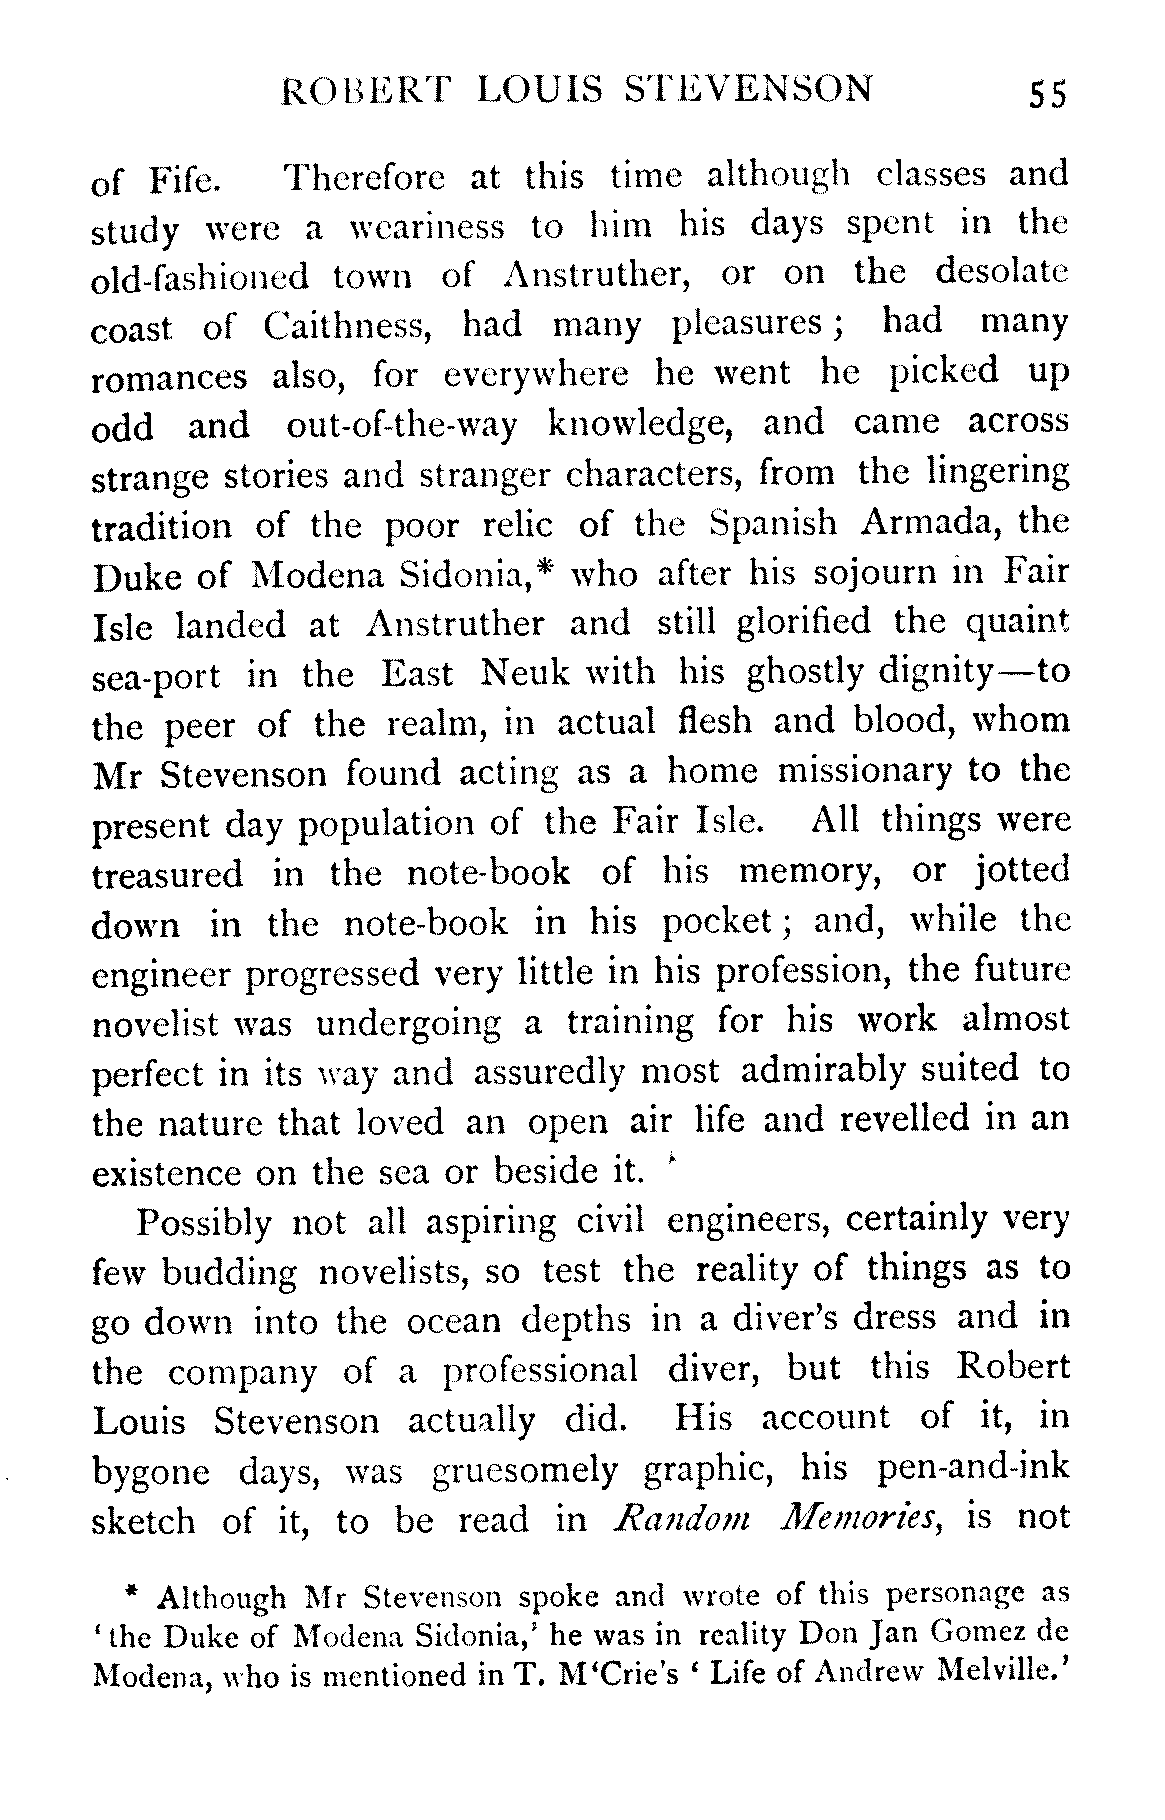 ROBERT LOUIS STEVENSON 55
of Fife. Therefore at this time although classes and
study were a weariness to him his days spent in the
old-fashioned town of Anstruther, or on the desolate
coast of Caithness, had many pleasures; had many
romances also, for everywhere he went he picked up
odd and out-of-the-way knowledge, and came across
strange stories and stranger characters, from the lingering
tradition of the poor relic of the Spanish Armada, the
Duke of Modena Sidonia,* who after his sojourn in Fair
Isle landed at Anstruther and still glorified the quaint
sea-port in the East Neuk with his ghostly dignity—to
the peer of the realm, in actual flesh and blood, whom
Mr Stevenson found acting as a home missionary to the
present day population of the Fair Isle. All things were
treasured in the note-book of his memory, or jotted
down in the note-book in his pocket; and, while the
engineer progressed very little in his profession, the future
novelist was undergoing a training for his work almost
perfect in its way and assuredly most admirably suited to
the nature that loved an open air life and revelled in an
existence on the sea or beside it.
Possibly not all aspiring civil engineers, certainly very
few budding novelists, so test the reality of things as to
go down into the ocean depths in a diver's dress and in
the company of a professional diver, but this Robert
Louis Stevenson actually did. His account of it, in
bygone days, was gruesomely graphic, his pen-and-ink
sketch of it, to be read in Random Memories, is not
* Although Mr Stevenson spoke and wrote of this personage as
'the Duke of Modena Sidonia,' he was in reality Don Jan Gomez de
Modena, who is mentioned in T. M'Crie's 'Life of Andrew Melville.'